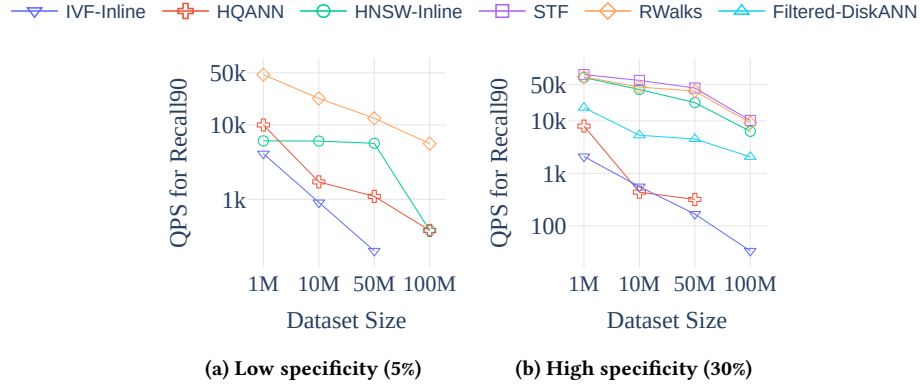 IVF-Inline HQANN HNSW-Inline STF RWalks Filtered-DiskANN
QPS for Recall90
50k
10k
1k
1M 10M 50M 100M
Dataset Size
(a) Low specificity (5%)
QPS for Recall90
50k
10k
1k
100
1M 10M 50M 100M
Dataset Size
(b) High specificity (30%)